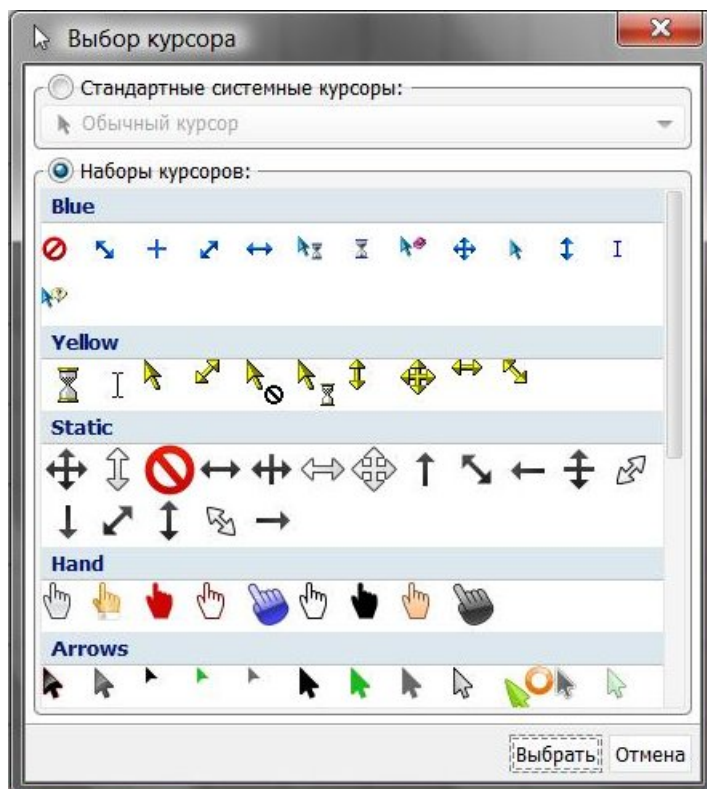 Выбор курсора
Стандартные системные курсоры:
Обычный курсор
Наборы курсоров:
Blue
Yellow
Static
Hand
Arrows
Выбрать Отмена